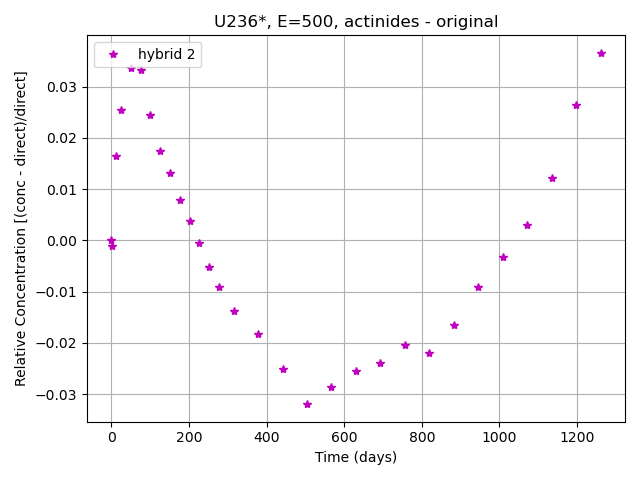 U236*, E=500, actinides - original
hybrid 2
Relative Concentration [(conc - direct)/direct]
0.03
0.02
0.01
0.00
−0.01
−0.02
−0.03
0 200 400 600 800 1000 1200
Time (days)